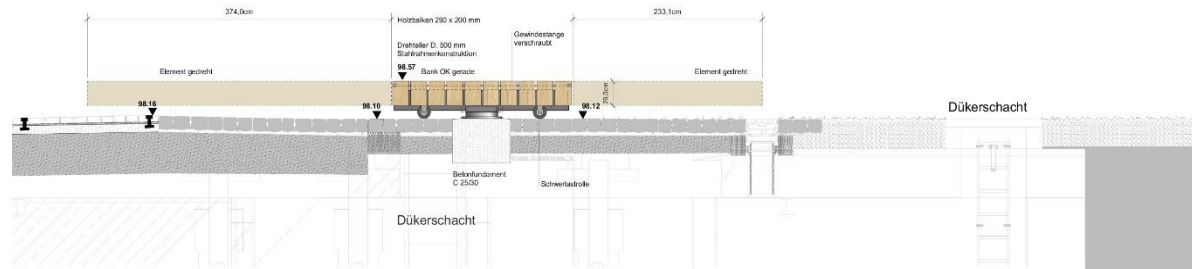 374,0cm
233,1cm
Holzbalken 290 x 200 mm
Gewindestange
verschraubt
Drehteller D. 500 mm
Stahlrahmenkonstruktion
98.57
Element gedreht
Bank OK gerade
Element gedreht
29,0cm
98.16
98.10
98.12
Dükerschacht
Betonfundament
C 25/30
Schwerlastrolle
Dükerschacht